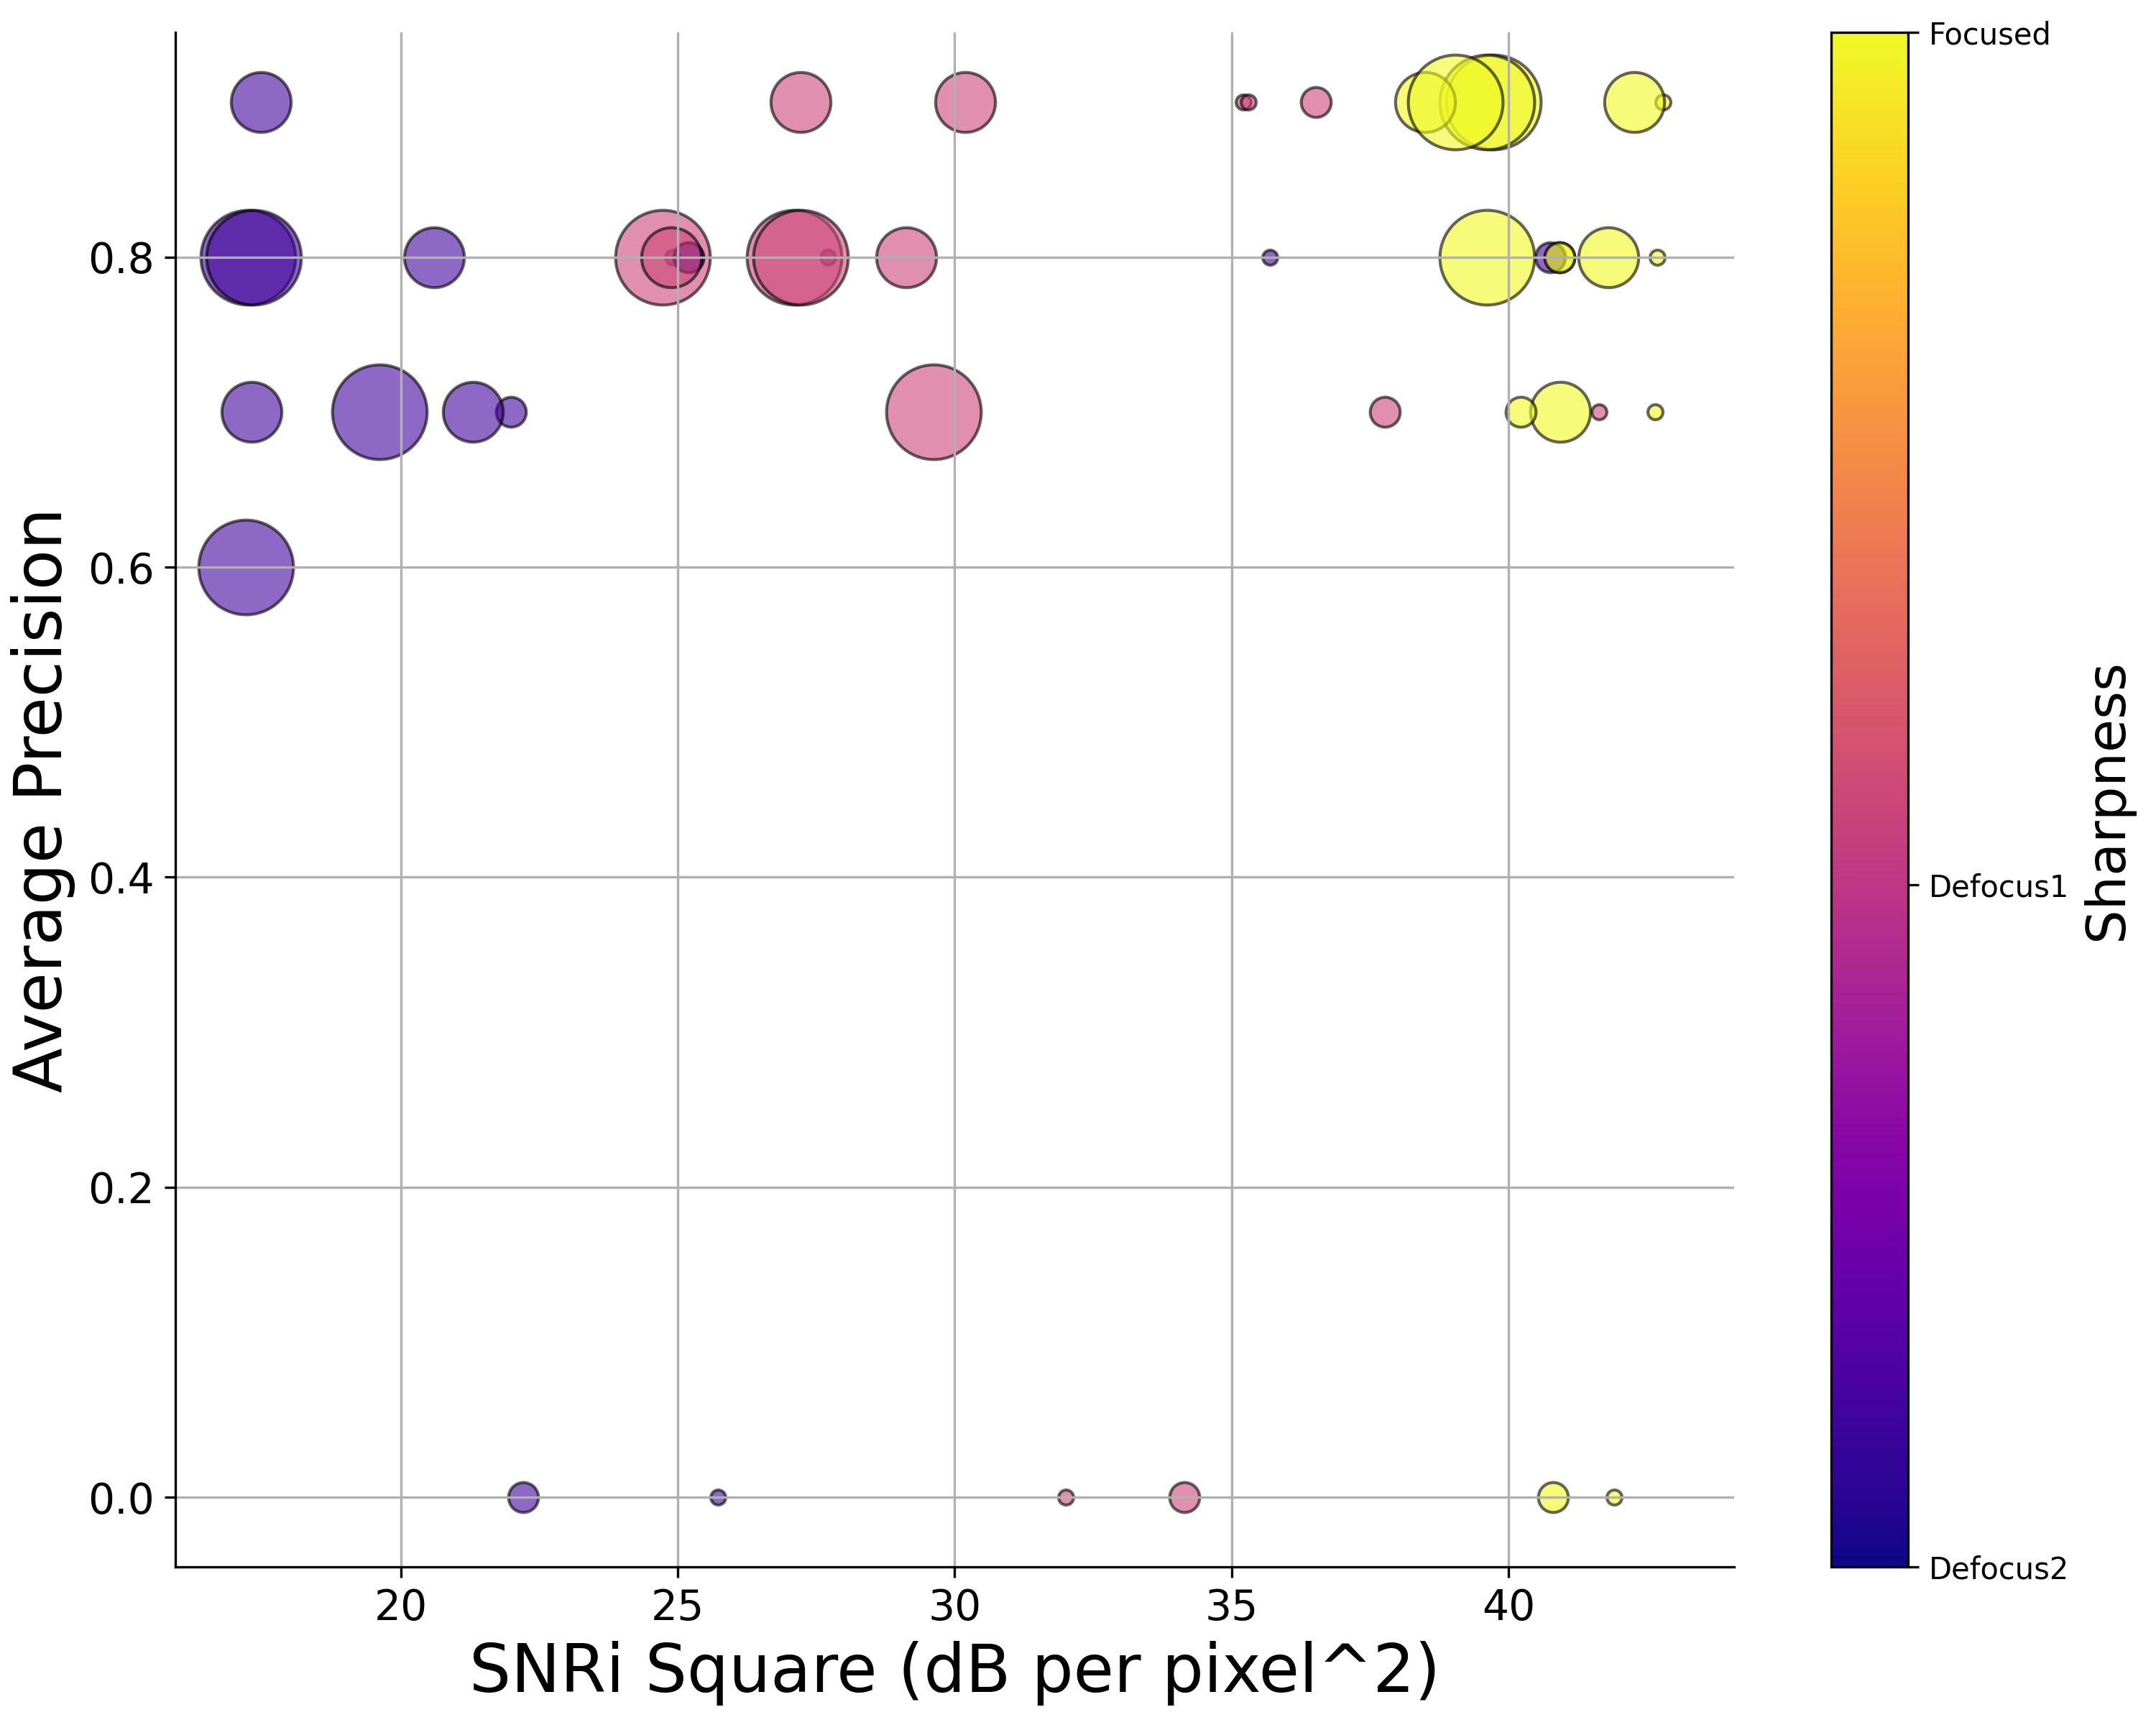 Average Precision
0.8
0.6
0.4
0.2
0.0
20 25 30 35 40
SNRi Square (dB per pixel^2)
Focused
Defocus1
Defocus2
Sharpness